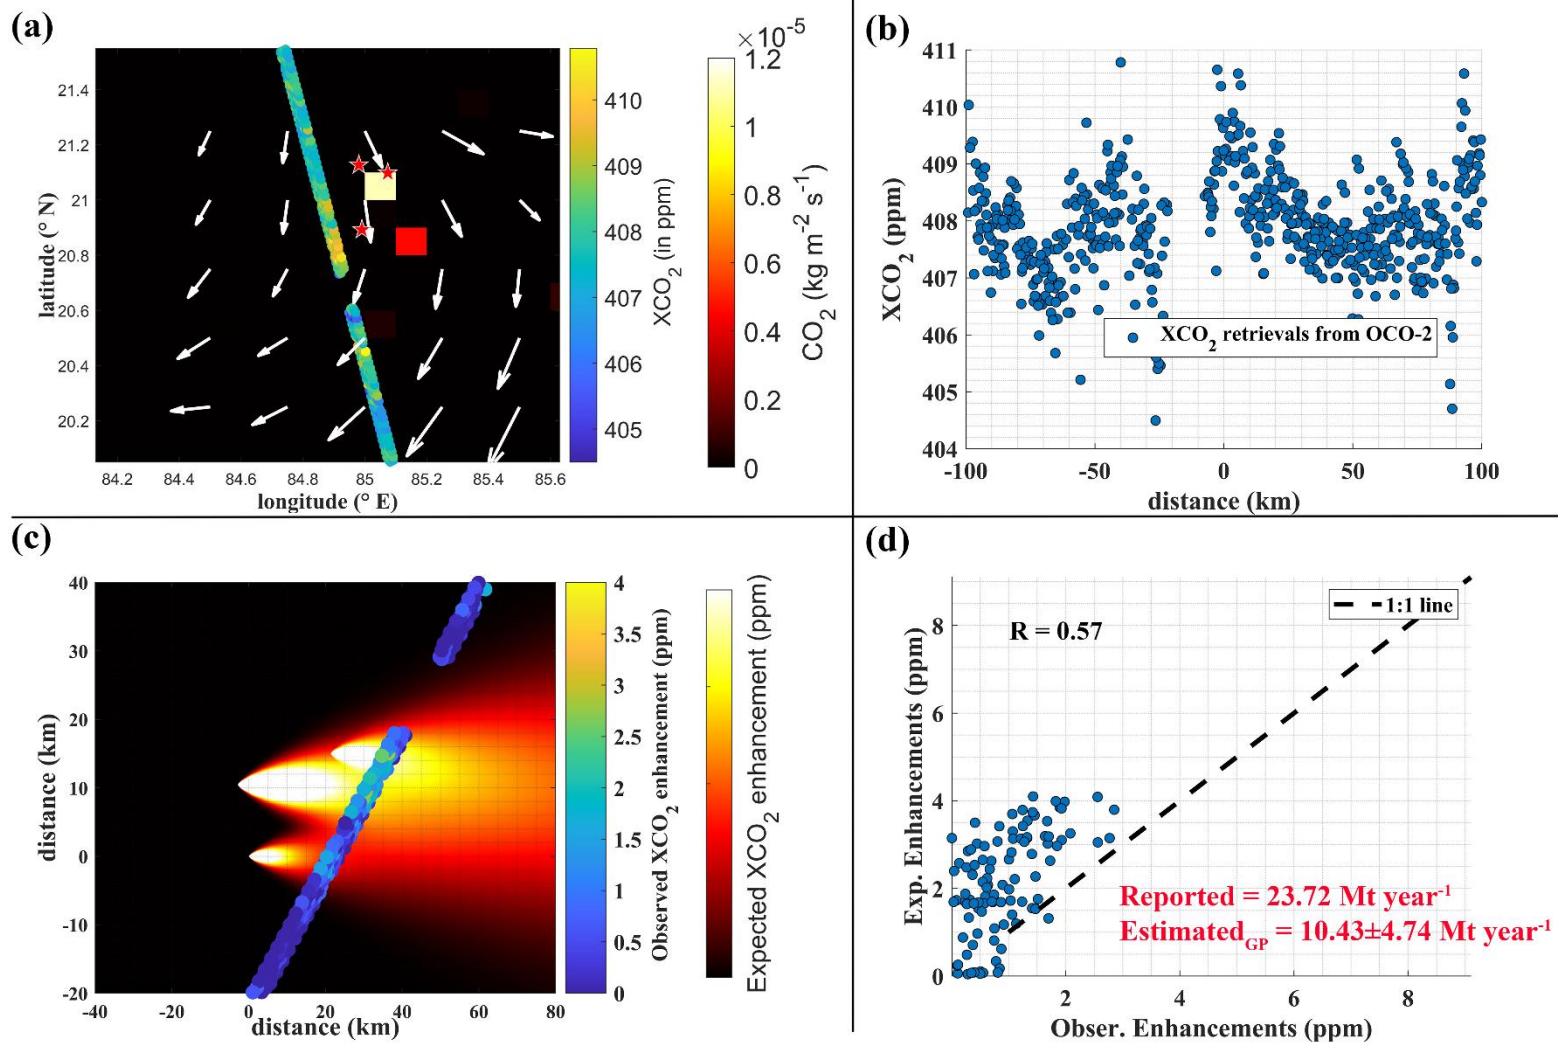 (a)
21.4
21.2
21
20.8
20.6
20.4
20.2
latitude (° N)
84.2 84.4 84.6 84.8 85 85.2 85.4 85.6
longitude (° E)
410
409
408
407
406
405
XCO2 (in ppm)
×10-5
1.2
1
0.8
0.6
0.4
0.2
0
CO2 (kg m-2 s-1)
(b)
411
410
409
408
407
406
405
404
XCO2 (ppm)
XCO2 retrievals from OCO-2
-100 -50 0 50 100
distance (km)
(c)
40
30
20
10
0
-10
-20
distance (km)
-40 -20 0 20 40 60 80
distance (km)
4
3.5
3
2.5
2
1.5
1
0.5
0
Observed XCO2 enhancement (ppm)
Expected XCO2 enhancement (ppm)
(d)
8
6
4
2
0
Exp. Enhancements (ppm)
1:1 line
R = 0.57
Reported = 23.72 Mt year-1
EstimatedGP = 10.43±4.74 Mt year-1
2 4 6 8
Obser. Enhancements (ppm)